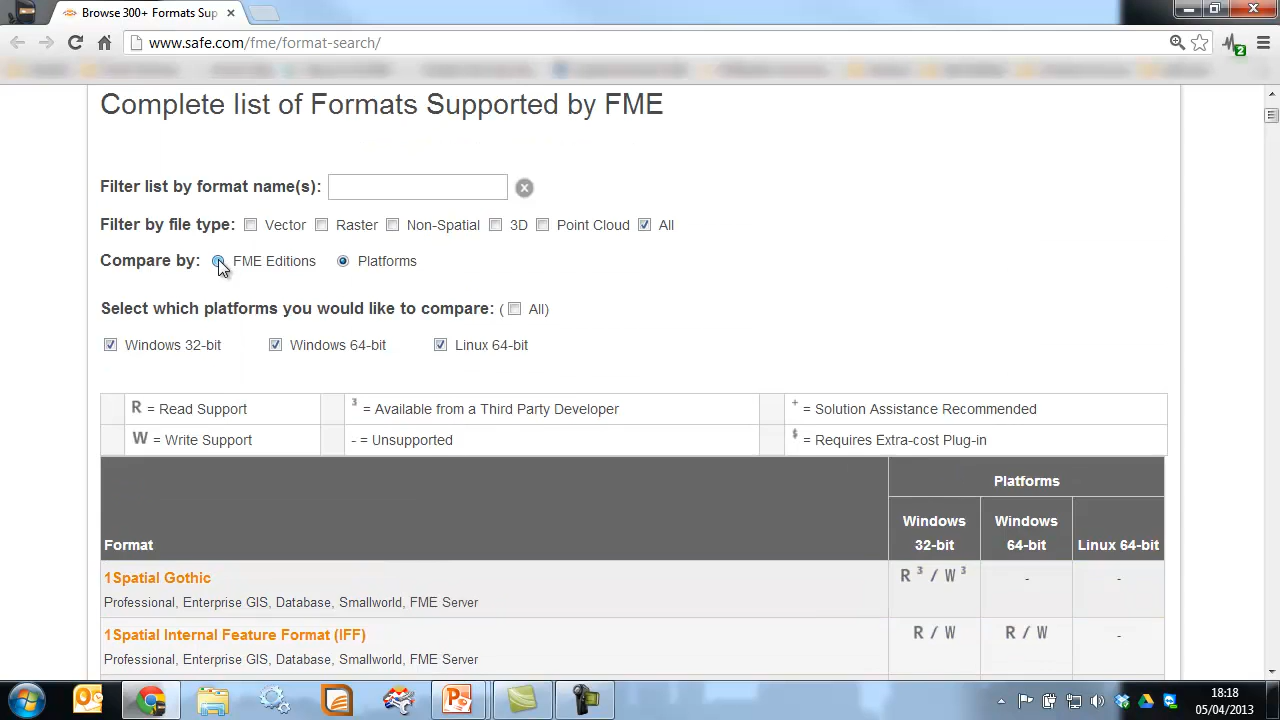 Browse 300+ Formats Sup
www.safe.com/fme/format-search/
2
Complete list of Formats Supported by FME
Filter list by format name(s):
Filter by file type: Vector Raster Non-Spatial 3D Point Cloud All
Compare by: FME Editions Platforms
Select which platforms you would like to compare: ( All)
Windows 32-bit Windows 64-bit Linux 64-bit
R = Read Support 3 = Available from a Third Party Developer + = Solution Assistance Recommended
W = Write Support - = Unsupported $ = Requires Extra-cost Plug-in
Platforms
Format Windows 32-bit Windows 64-bit Linux 64-bit
1Spatial Gothic R 3 / W 3 - -
Professional, Enterprise GIS, Database, Smallworld, FME Server
1Spatial Internal Feature Format (IFF) R / W R / W -
Professional, Enterprise GIS, Database, Smallworld, FME Server
18:18
05/04/2013